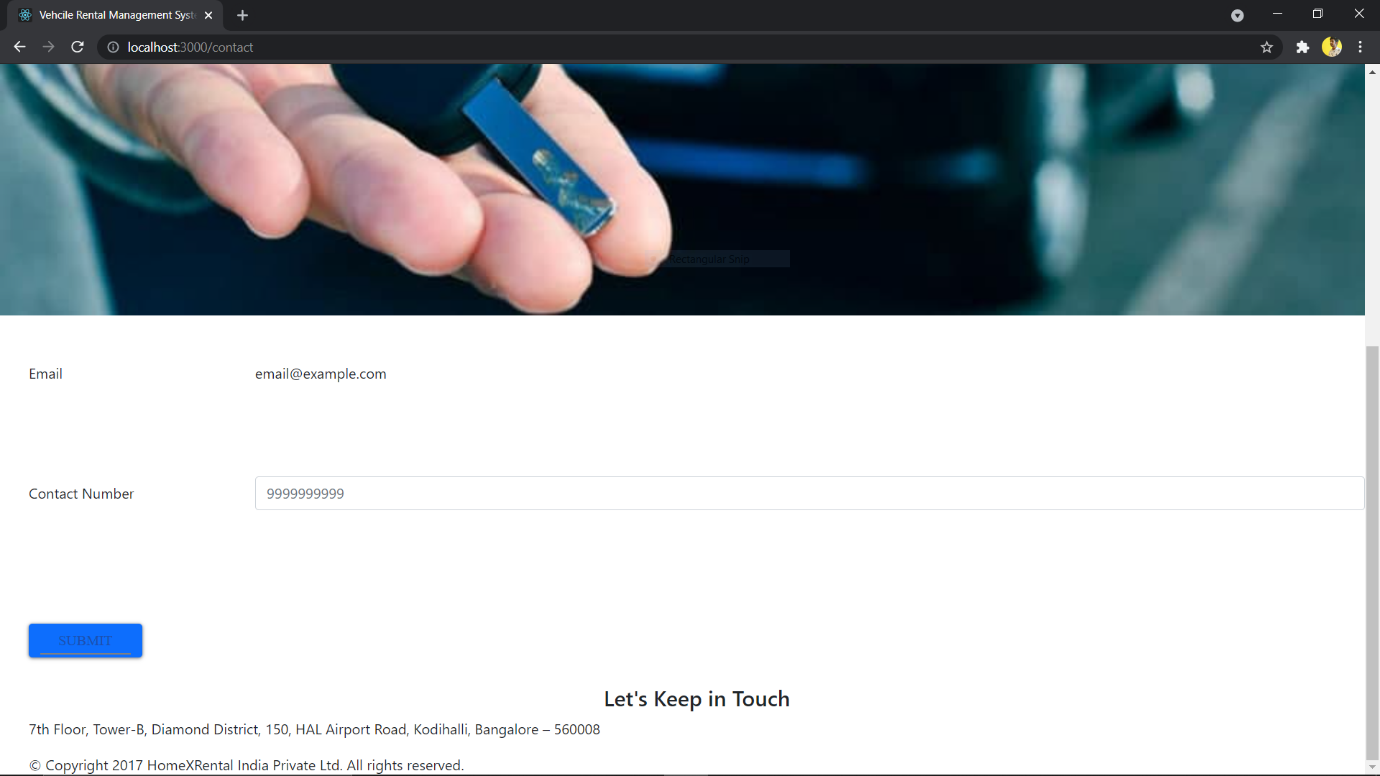 Vehcile Rental Management Syst
localhost:3000/contact
Rectangular Snip
Email
email@example.com
Contact Number
9999999999
SUBMIT
Let's Keep in Touch
7th Floor, Tower-B, Diamond District, 150, HAL Airport Road, Kodihalli, Bangalore – 560008
© Copyright 2017 HomeXRental India Private Ltd. All rights reserved.